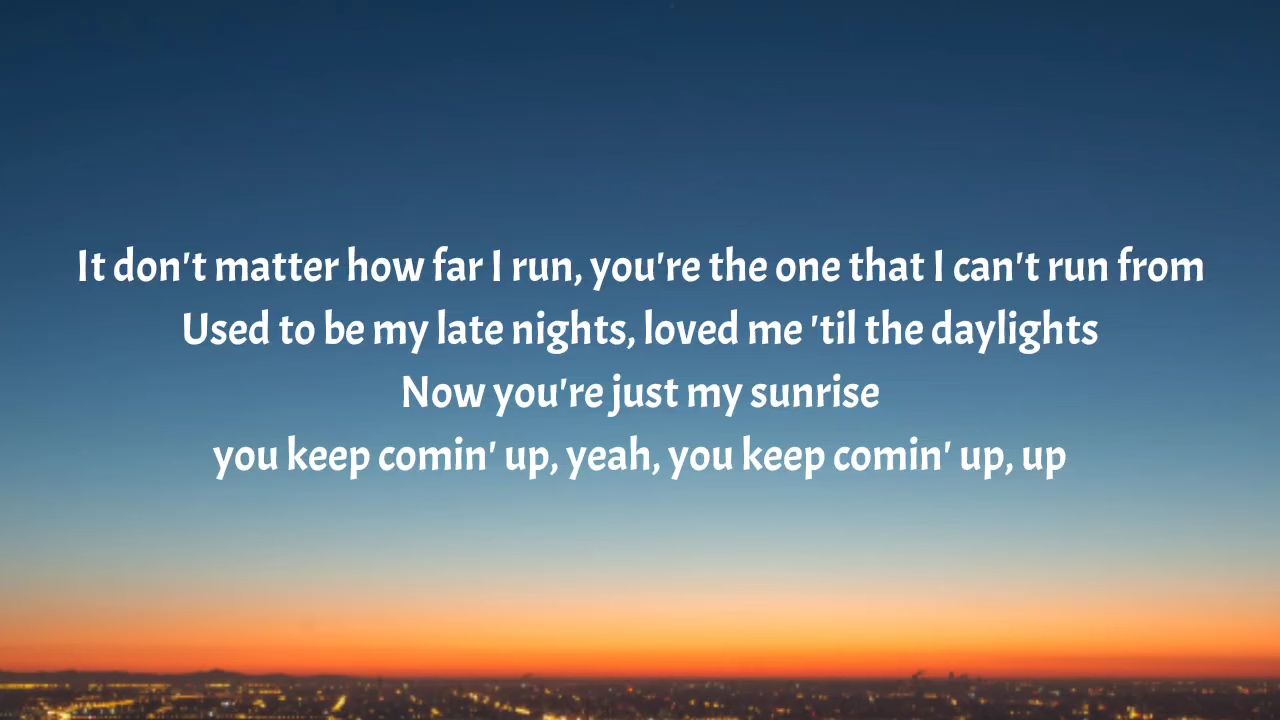 It don't matter how far I run, you're the one that I can't run from
Used to be my late nights, loved me 'til the daylights
Now you're just my sunrise
you keep comin' up, yeah, you keep comin' up, up